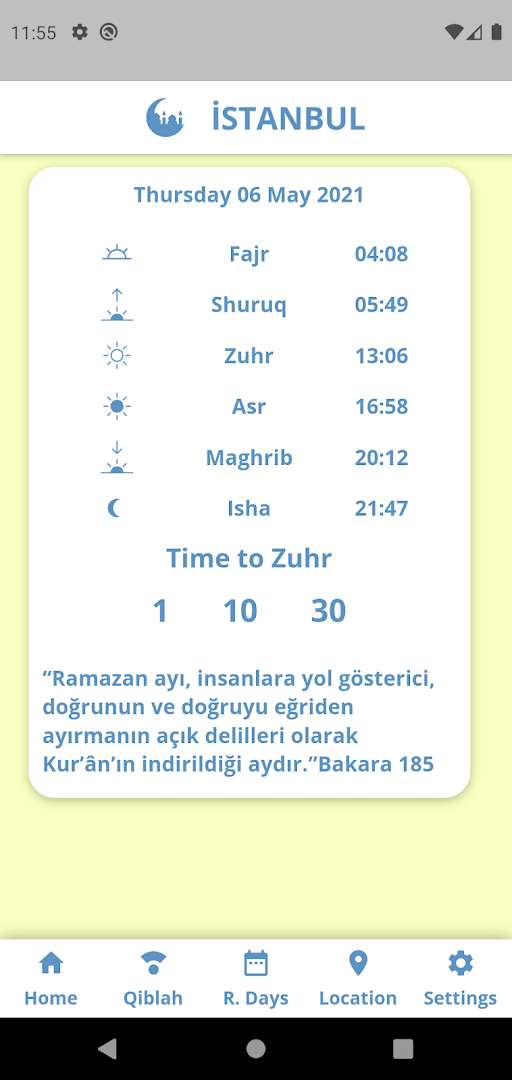 11:55
İSTANBUL
Thursday 06 May 2021
Fajr 04:08
Shuruq 05:49
Zuhr 13:06
Asr 16:58
Maghrib 20:12
Isha 21:47
Time to Zuhr
1 10 30
“Ramazan ayı, insanlara yol gösterici,
doğrunun ve doğruyu eğriden
ayırmanın açık delilleri olarak
Kur’ân’ın indirildiği aydır.”Bakara 185
Home Qiblah R. Days Location Settings